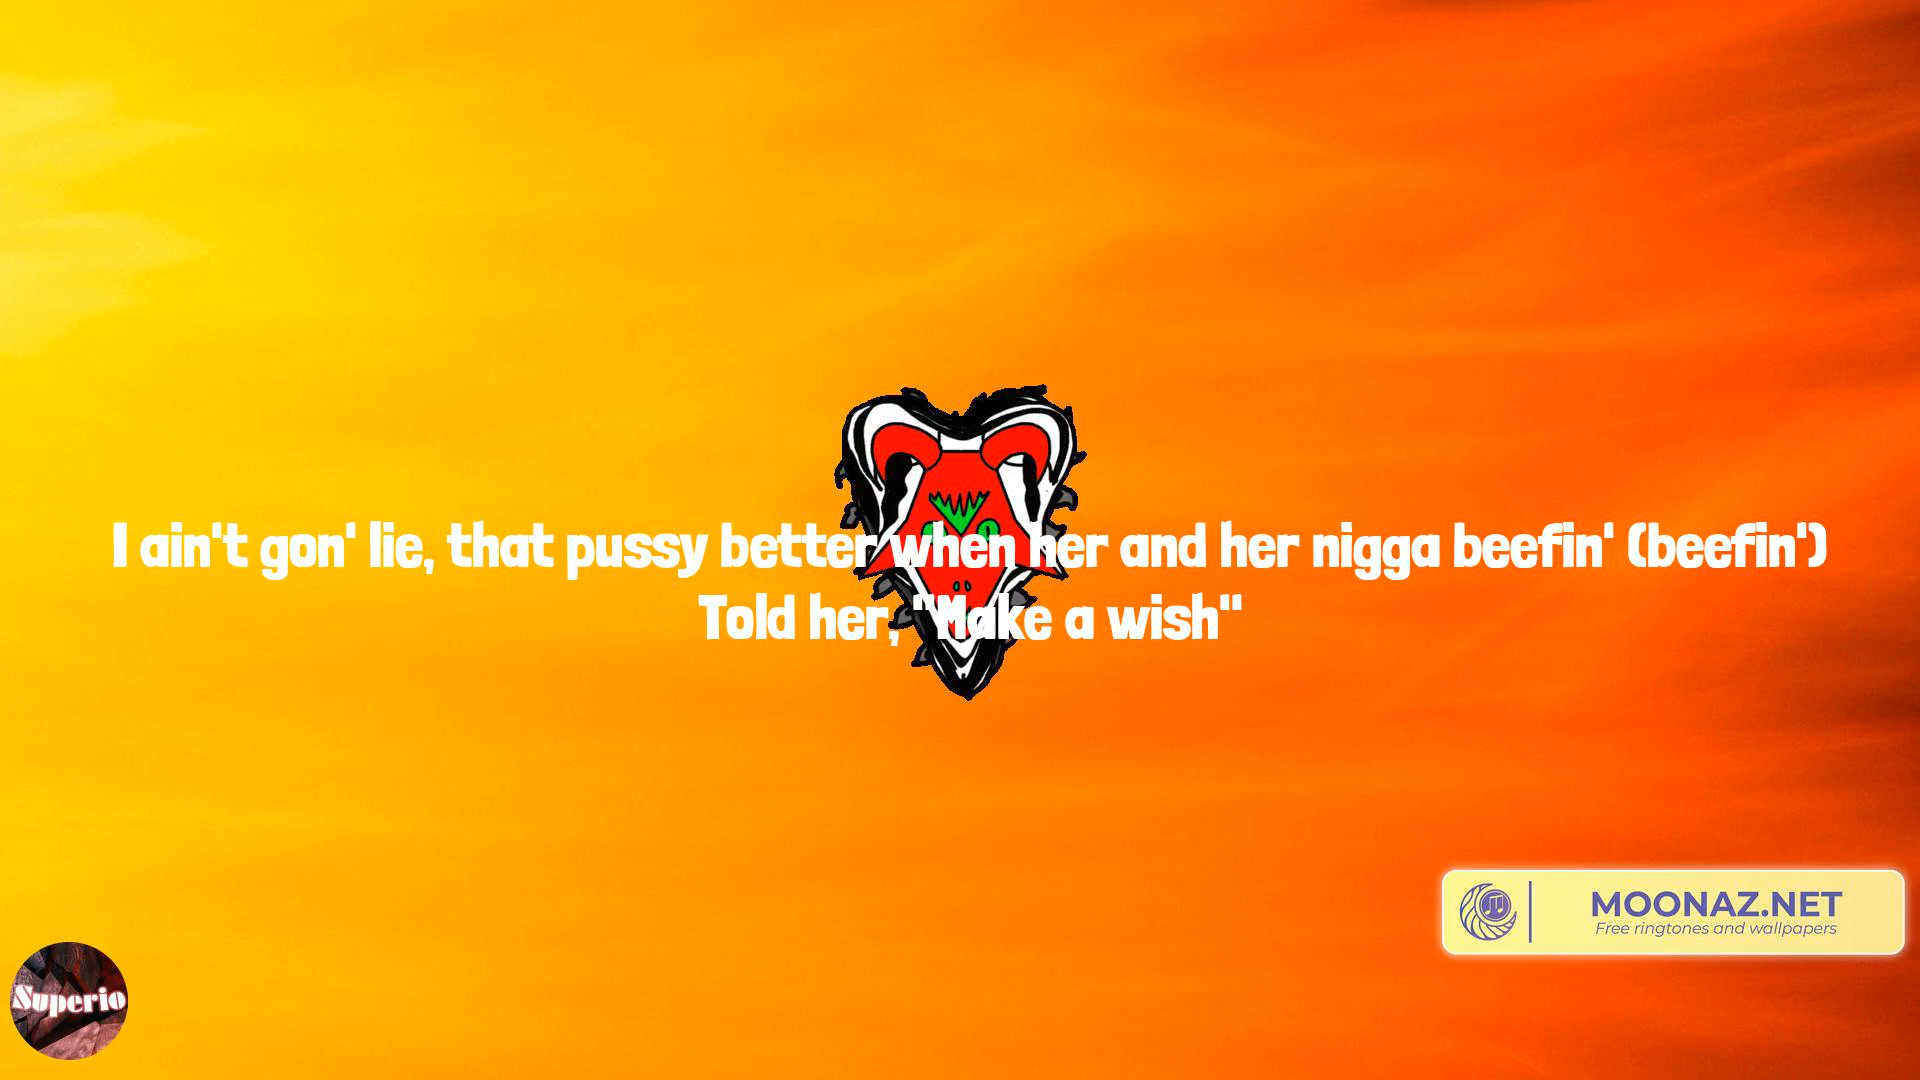 I ain't gon' lie, that pussy better when her and her nigga beefin' (beefin')
Told her, "Make a wish"
MOONAZ.NET
Free ringtones and wallpapers
Superio